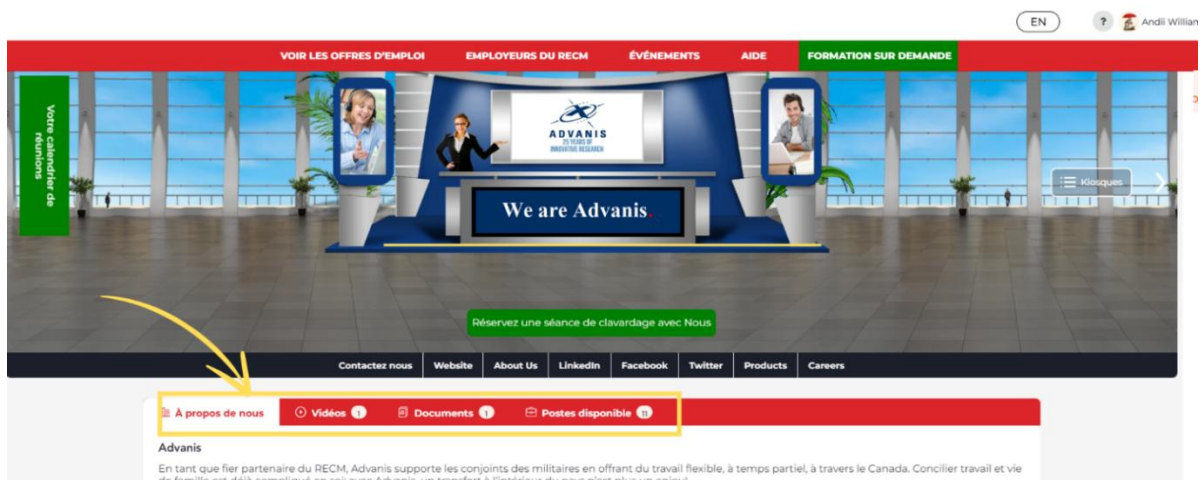 EN
?
Andii William
VOIR LES OFFRES D'EMPLOI EMPLOYEURS DU RECM ÉVÉNEMENTS AIDE FORMATION SUR DEMANDE
Votre calendrier de
réunions
ADVANIS
25 YEARS OF
INNOVATIVE RESEARCH
Kiosques
We are Advanis.
Réservez une séance de clavardage avec Nous
Contactez nous Website About Us LinkedIn Facebook Twitter Products Careers
À propos de nous Vidéos 1 Documents 1 Postes disponible 11
Advanis
En tant que fier partenaire du RECM, Advanis supporte les conjoints des militaires en offrant du travail flexible, à temps partiel, à travers le Canada. Concilier travail et vie